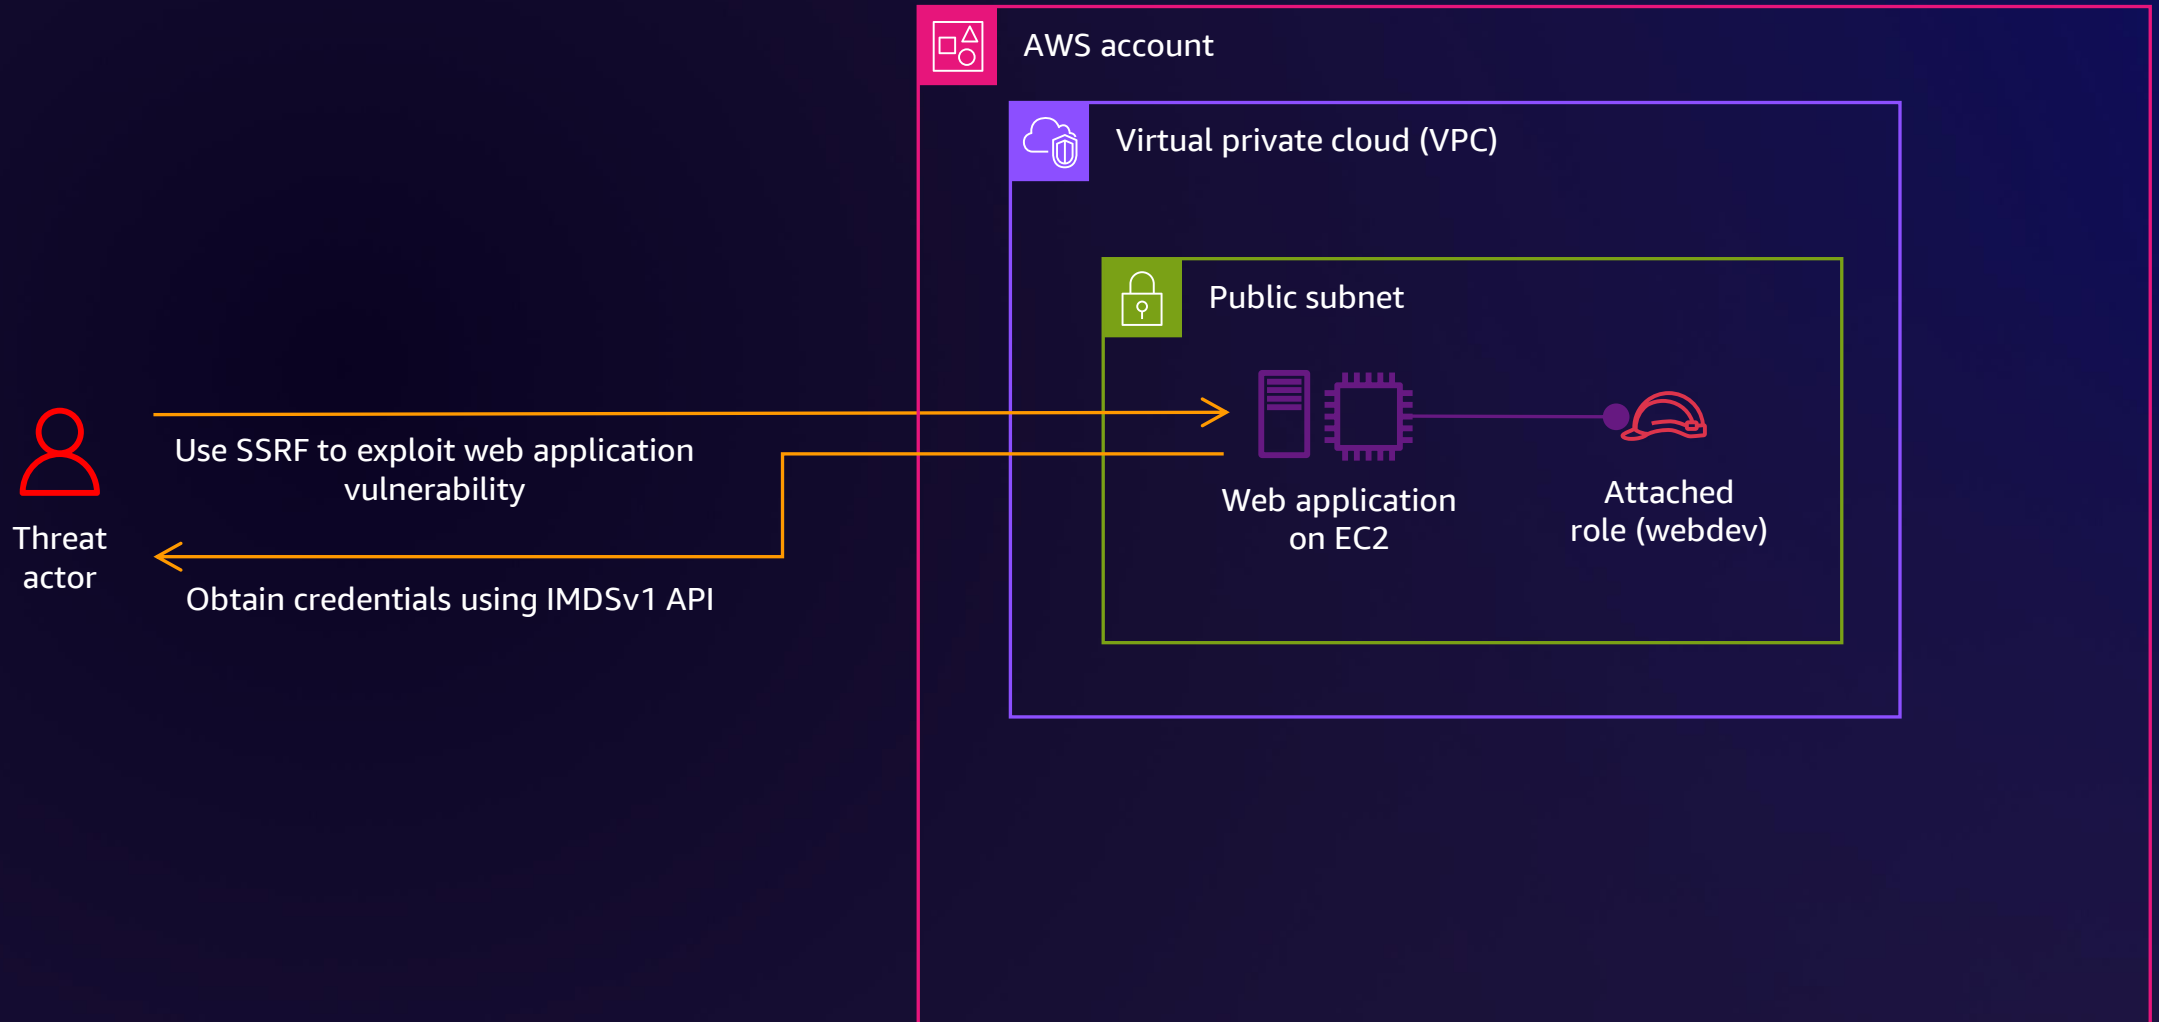 AWS account
Virtual private cloud (VPC)
Public subnet
Use SSRF to exploit web application
vulnerability
Threat
actor
Obtain credentials using IMDSv1 API
Web application
on EC2
Attached
role (webdev)